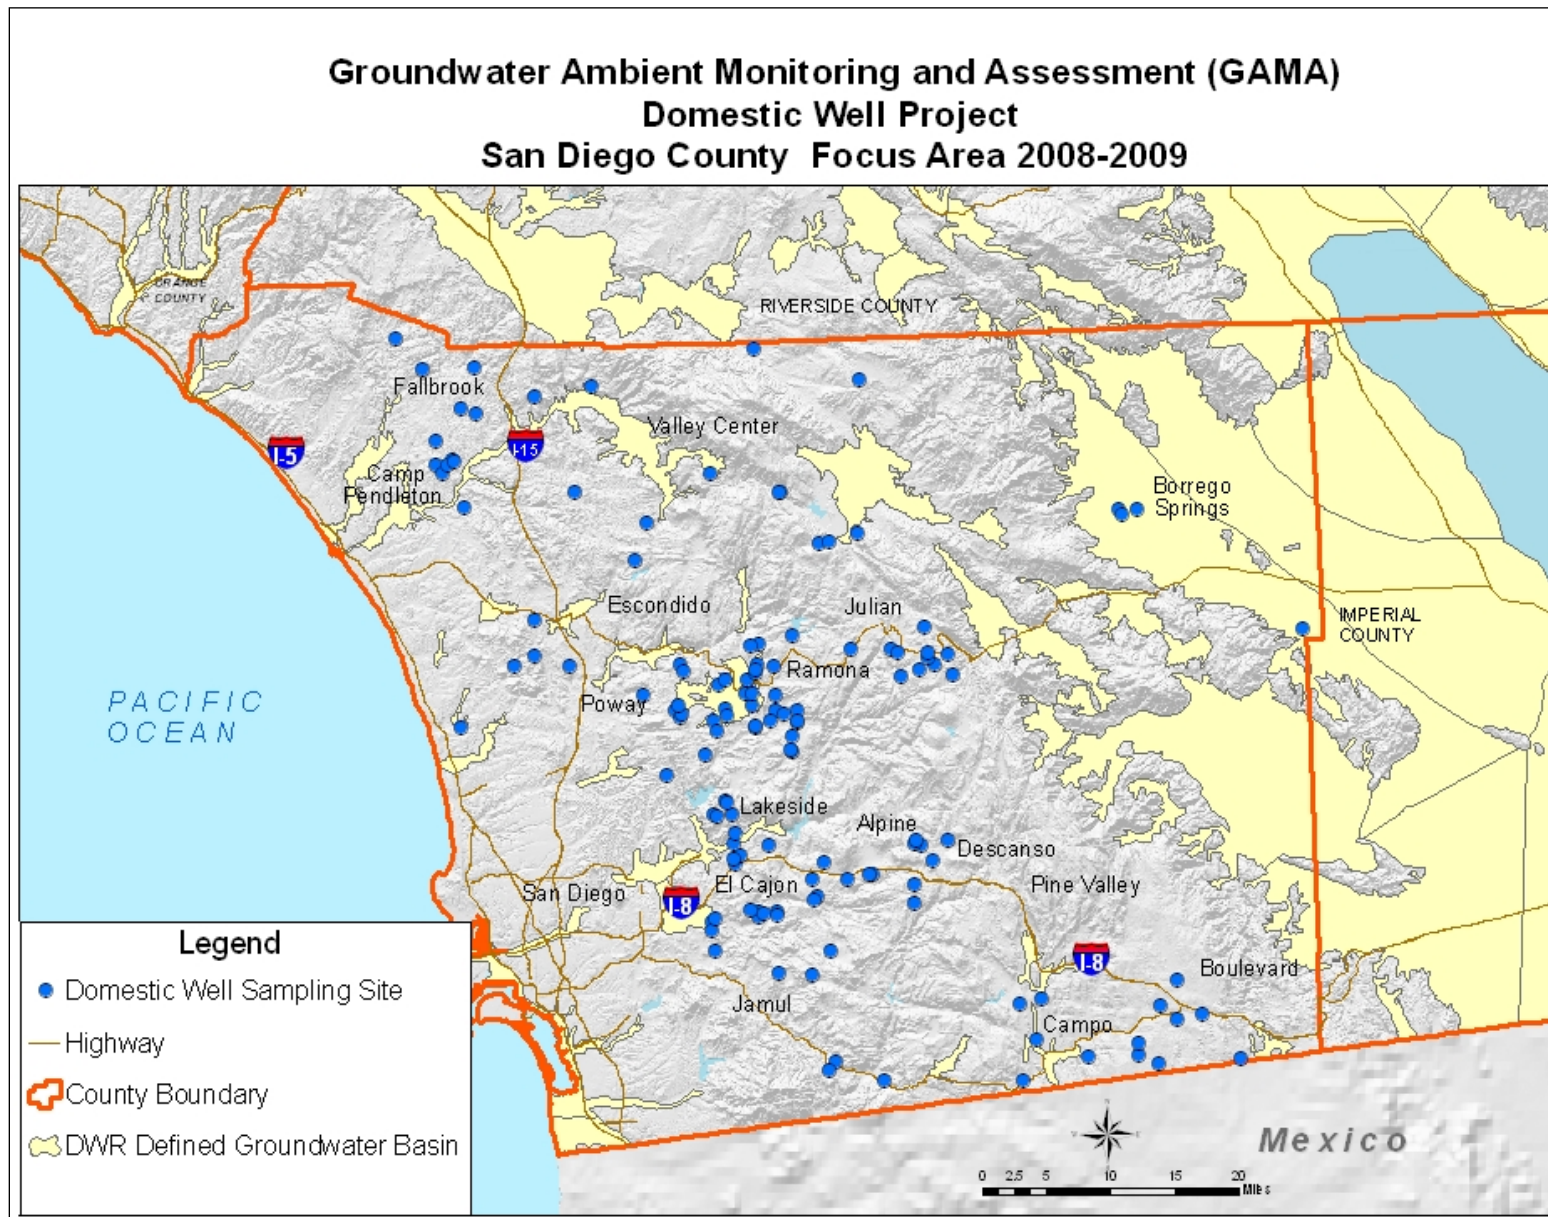 Groundwater Ambient Monitoring and Assessment (GAMA)
Domestic Well Project
San Diego County Focus Area 2008-2009
ORANGE
COUNTY
RIVERSIDE COUNTY
Fallbrook
Valley Center
I-5
I-15
Camp
Pendleton
Borrego
Springs
Escondido
Julian
IMPERIAL
COUNTY
Ramona
PACIFIC
OCEAN
Poway
Lakeside
Alpine
Descanso
San Diego
El Cajon
Pine Valley
I-8
I-8
Boulevard
Jamul
Campo
Legend
Domestic Well Sampling Site
Highway
County Boundary
DWR Defined Groundwater Basin
Mexico
0 2.5 5 10 15 20
Miles